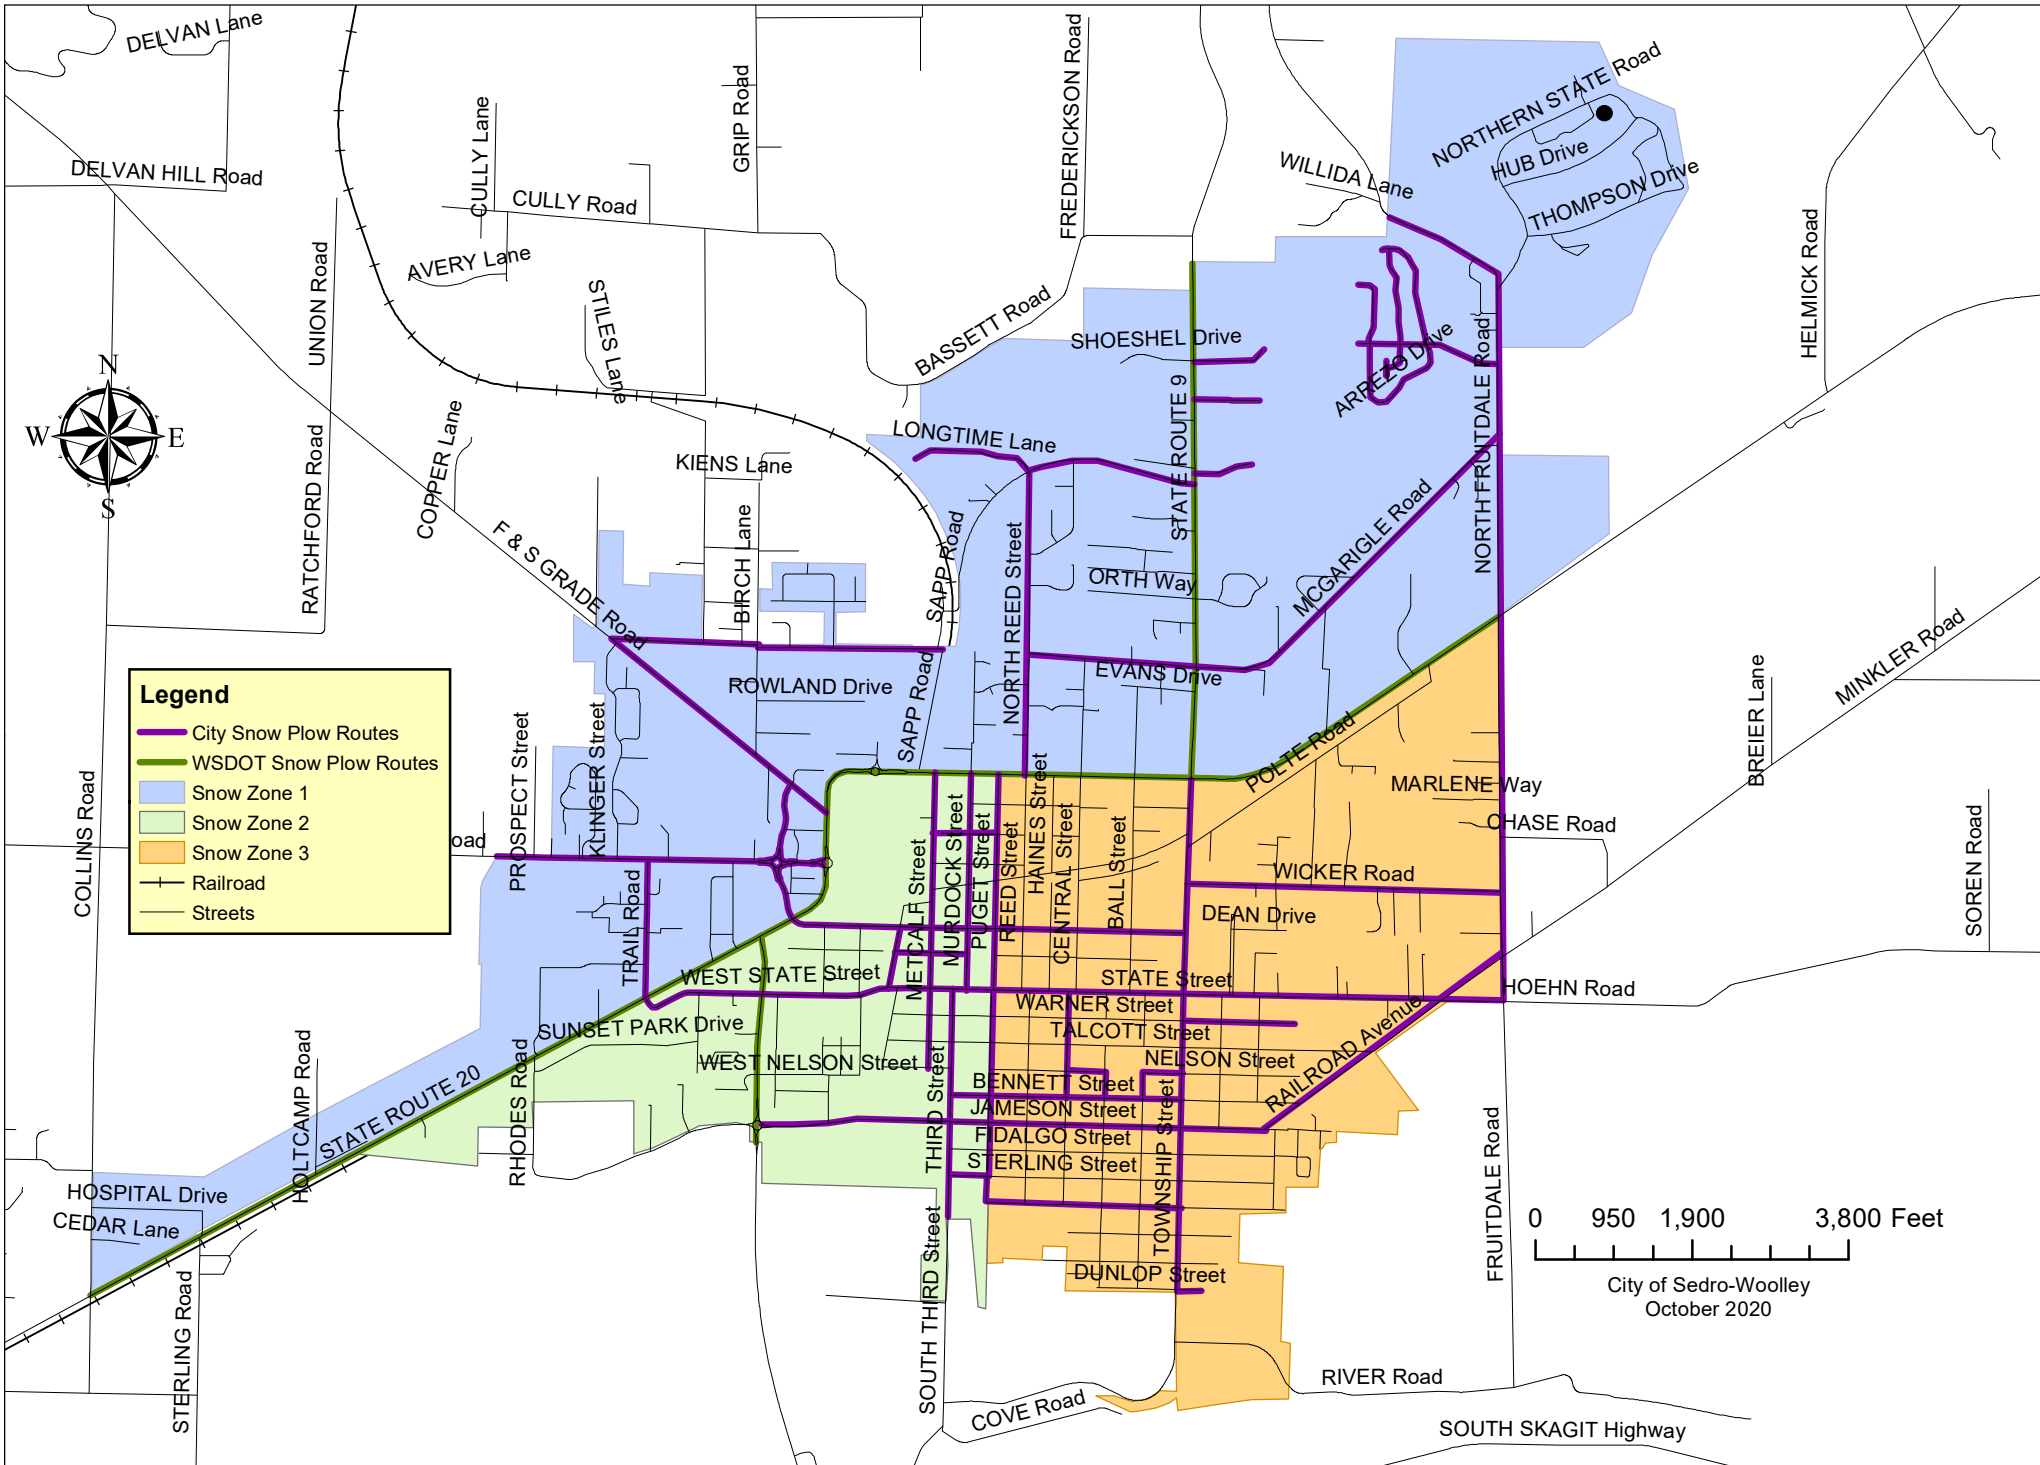 DELVAN Lane
DELVAN HILL Road
CULLY Lane
CULLY Road
AVERY Lane
GRIP Road
FREDERICKSON Road
NORTHERN STATE Road
HUB Drive
THOMPSON Drive
WILLIDA Lane
HELMICK Road
UNION Road
STILES Lane
BASSETT Road
SHOESHEL Drive
STATE ROUTE 9
ARREZO Drive
NORTH FRUITDALE Road
N
W
E
S
RATCHFORD Road
COPPER Lane
KIENS Lane
LONGTIME Lane
F & S GRADE Road
BIRCH Lane
SAPP Road
NORTH REED Street
ORTH Way
MCGARIGLE Road
EVANS Drive
ROWLAND Drive
SAPP Road
MINKLER Road
BREIER Lane
POLTE Road
MARLENE Way
CHASE Road
Legend
City Snow Plow Routes
WSDOT Snow Plow Routes
Snow Zone 1
Snow Zone 2
Snow Zone 3
Railroad
Streets
COLLINS Road
oad
PROSPECT Street
KLINGER Street
TRAIL Road
METCALF Street
MURDOCK Street
PUGET Street
REED Street
HAINES Street
CENTRAL Street
BALL Street
WICKER Road
DEAN Drive
SOREN Road
WEST STATE Street
STATE Street
HOEHN Road
WARNER Street
SUNSET PARK Drive
TALCOTT Street
WEST NELSON Street
NELSON Street
RAILROAD Avenue
BENNETT Street
JAMESON Street
FIDALGO Street
STERLING Street
THIRD Street
TOWNSHIP Street
HOLTCAMP Road
STATE ROUTE 20
RHODES Road
HOSPITAL Drive
CEDAR Lane
STERLING Road
SOUTH THIRD Street
DUNLOP Street
FRUITDALE Road
0 950 1,900 3,800 Feet
City of Sedro-Woolley
October 2020
RIVER Road
COVE Road
SOUTH SKAGIT Highway